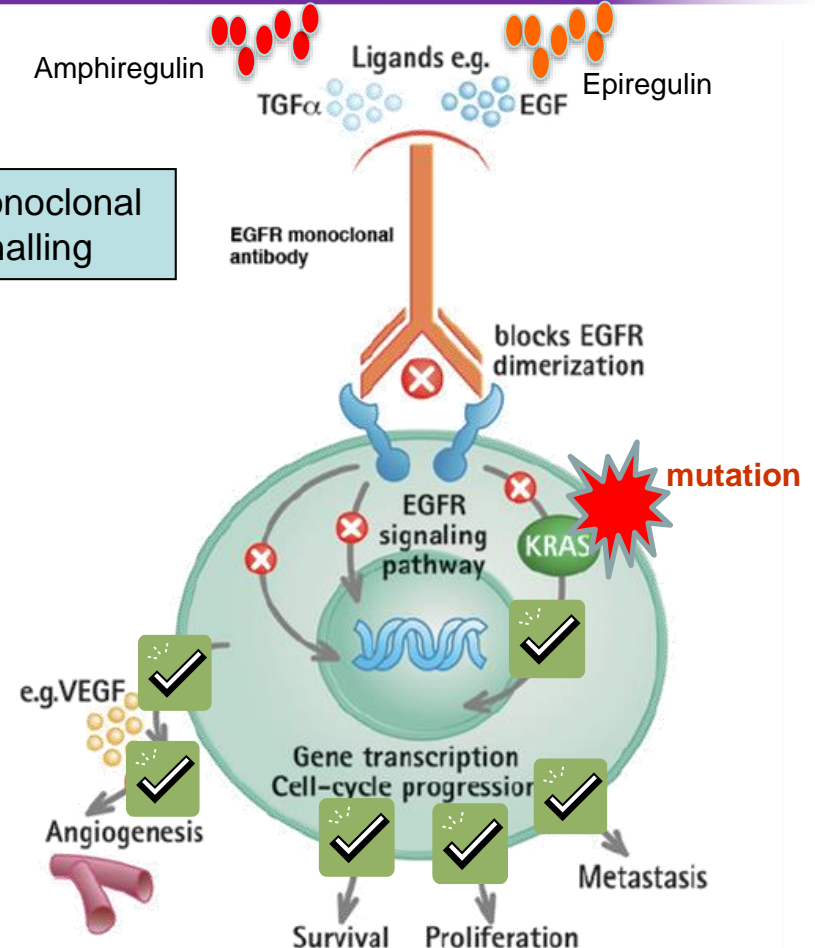 Amphiregulin
Ligands e.g.
Epiregulin
TGFα
EGF
nalling
EGFR monoclonal
antibody
blocks EGFR
dimerization
mutation
EGFR
signaling
pathway
KRAS
e.g.VEGF
Gene transcription
Cell-cycle progression
Angiogenesis
Metastasis
Survival
Proliferation